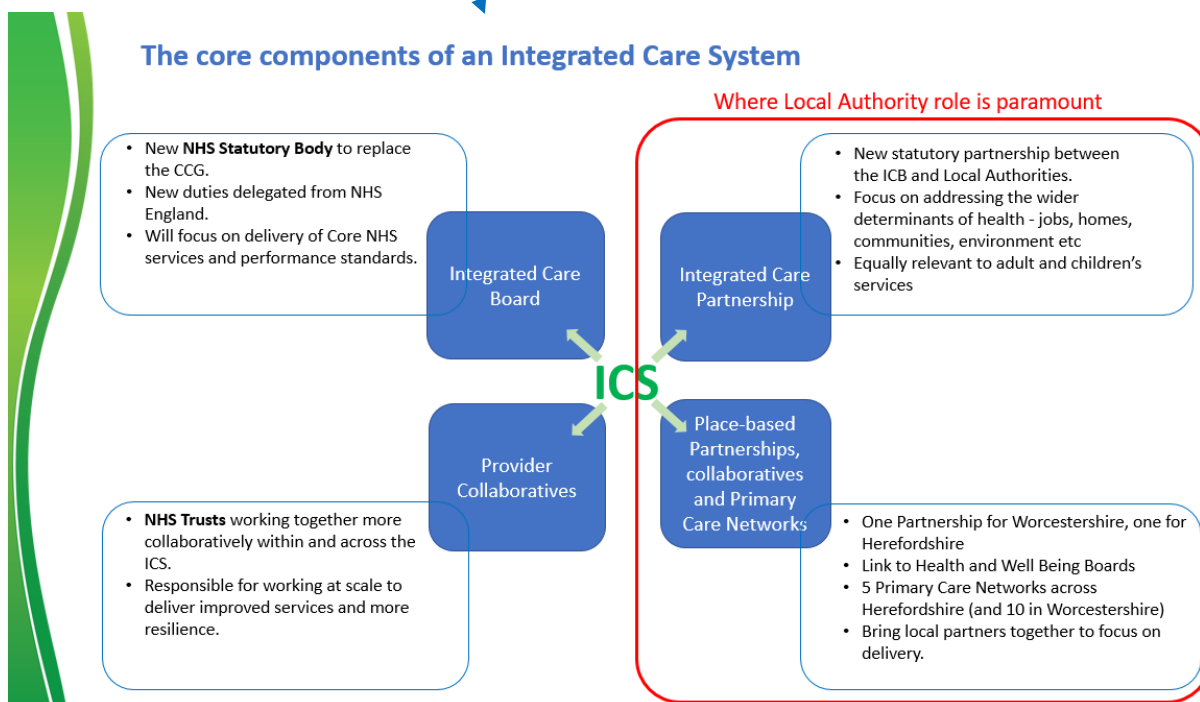 The core components of an Integrated Care System
Where Local Authority role is paramount
• New NHS Statutory Body to replace
the CCG.
• New duties delegated from NHS
England.
• Will focus on delivery of Core NHS
services and performance standards.
Integrated Care
Board
• New statutory partnership between
the ICB and Local Authorities.
• Focus on addressing the wider
determinants of health - jobs, homes,
communities, environment etc
• Equally relevant to adult and children's
services
Integrated Care
Partnership
ICS
Provider
Collaboratives
• NHS Trusts working together more
collaboratively within and across the
ICS.
• Responsible for working at scale to
deliver improved services and more
resilience.
Place-based
Partnerships,
collaboratives
and Primary
Care Networks
• One Partnership for Worcestershire, one for
Herefordshire
• Link to Health and Well Being Boards
• 5 Primary Care Networks across
Herefordshire (and 10 in Worcestershire)
• Bring local partners together to focus on
delivery.